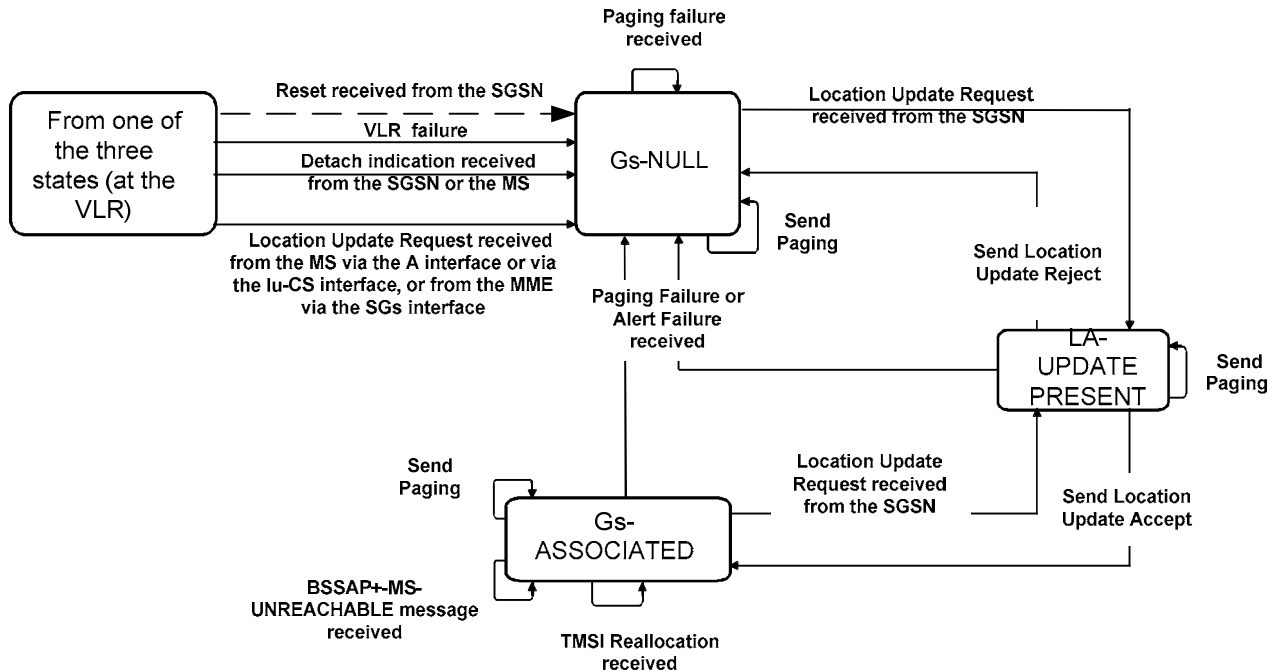 Paging failure
received
Reset received from the SGSN
Location Update Request
received from the SGSN
From one of
the three
states (at the
VLR)
VLR failure
Gs-NULL
Detach indication received
from the SGSN or the MS
Send
Paging
Location Update Request received
from the MS via the A interface or via
the Iu-CS interface, or from the MME
via the SGs interface
Send Location
Update Reject
Paging Failure or
Alert Failure
received
LA-
UPDATE
PRESENT
Send
Paging
Send
Paging
Location Update
Request received
from the SGSN
Send Location
Update Accept
Gs-
ASSOCIATED
BSSAP+-MS-
UNREACHABLE message
received
TMSI Reallocation
received